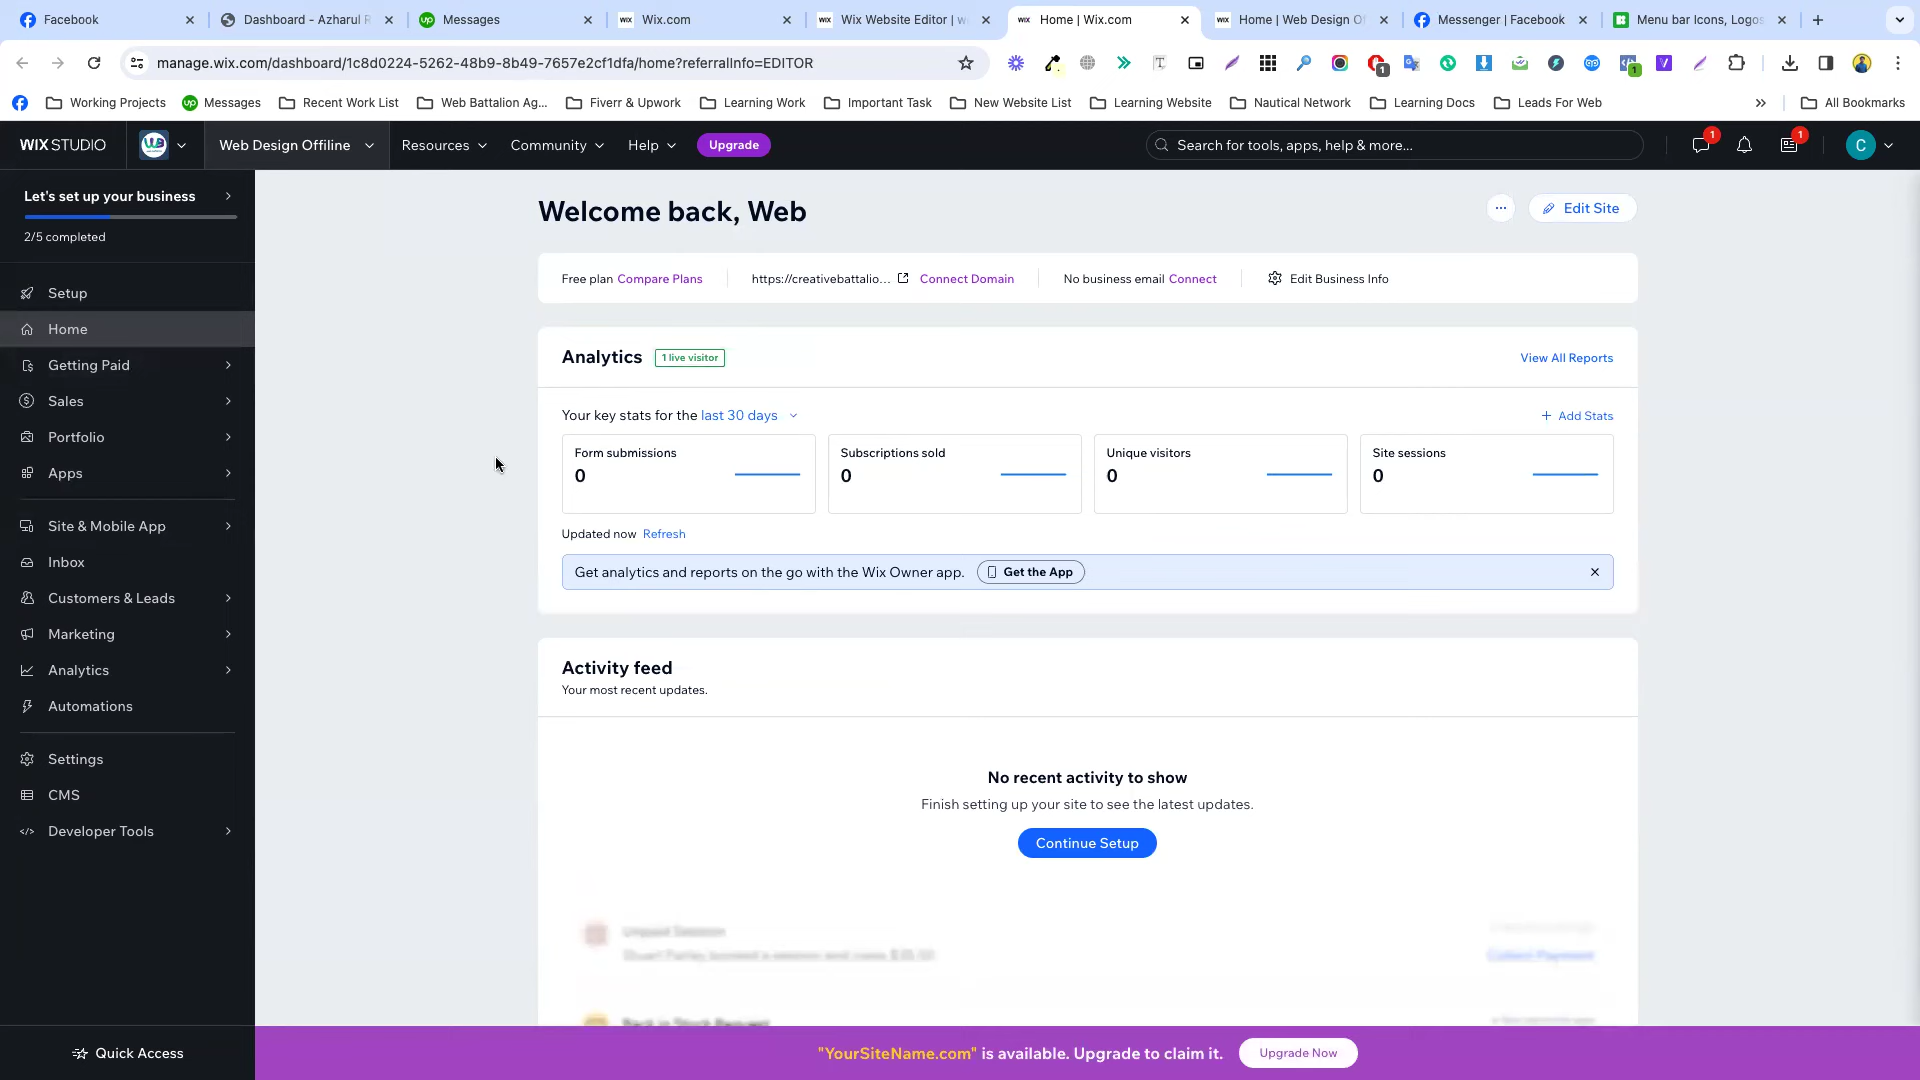 Facebook
Dashboard - Azharul R
Messages
Wix.com
Wix Website Editor | w
Home | Wix.com
Home | Web Design O
Messenger | Facebook
Menu bar Icons, Logos
manage.wix.com/dashboard/1c8d0224-5262-48b9-8b49-7657e2cf1dfa/home?referralInfo=EDITOR
Working Projects
Messages
Recent Work List
Web Battalion Ag...
Fiverr & Upwork
Learning Work
Important Task
New Website List
Learning Website
Nautical Network
Learning Docs
Leads For Web
All Bookmarks
WIX STUDIO
Web Design Offiline
Resources
Community
Help
Upgrade
Search for tools, apps, help & more...
1
1
C
Let's set up your business
2/5 completed
Setup
Home
Getting Paid
Sales
Portfolio
Apps
Site & Mobile App
Inbox
Customers & Leads
Marketing
Analytics
Automations
Settings
CMS
Developer Tools
Quick Access
Welcome back, Web
Edit Site
Free plan Compare Plans
https://creativebattalio... Connect Domain
No business email Connect
Edit Business Info
Analytics 1 live visitor
View All Reports
Your key stats for the last 30 days
+ Add Stats
Form submissions
0
Subscriptions sold
0
Unique visitors
0
Site sessions
0
Updated now Refresh
Get analytics and reports on the go with the Wix Owner app. Get the App
Activity feed
Your most recent updates.
No recent activity to show
Finish setting up your site to see the latest updates.
Continue Setup
"YourSiteName.com" is available. Upgrade to claim it. Upgrade Now